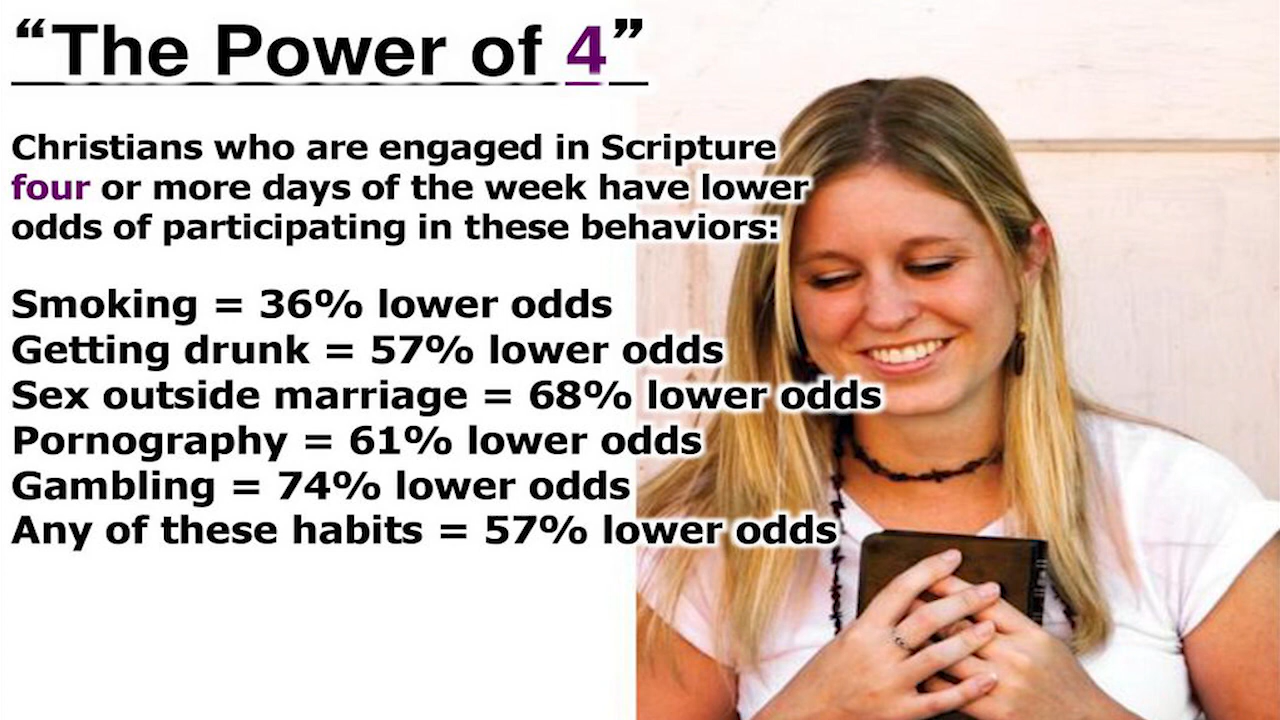 “The Power of 4”
Christians who are engaged in Scripture
four or more days of the week have lower
odds of participating in these behaviors:
Smoking = 36% lower odds
Getting drunk = 57% lower odds
Sex outside marriage = 68% lower odds
Pornography = 61% lower odds
Gambling = 74% lower odds
Any of these habits = 57% lower odds